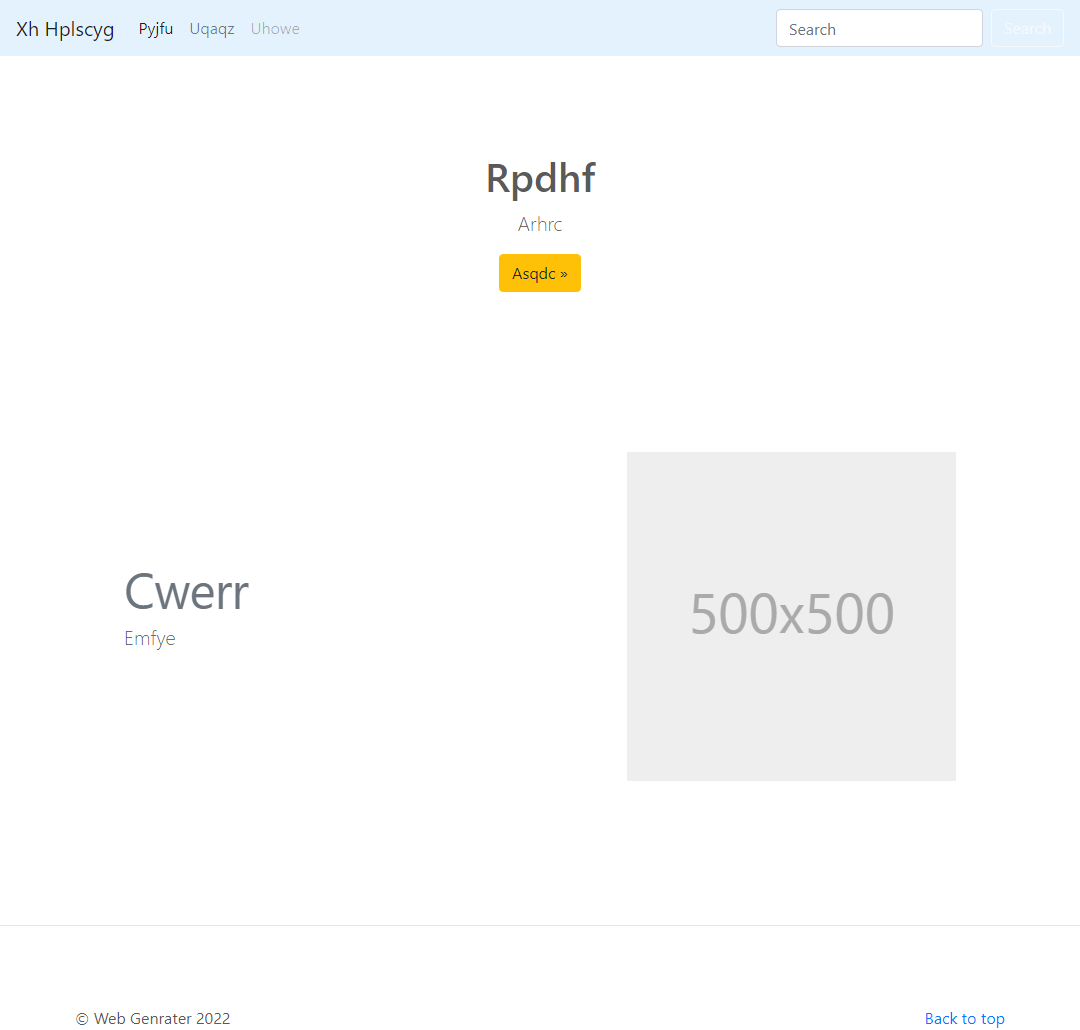 Xh Hplscyg Pyjfu Uqaqz Uhowe Search Search
Rpdhf
Arhrc
Asqdc »
Cwerr
Emfye
500x500
© Web Genrater 2022 Back to top